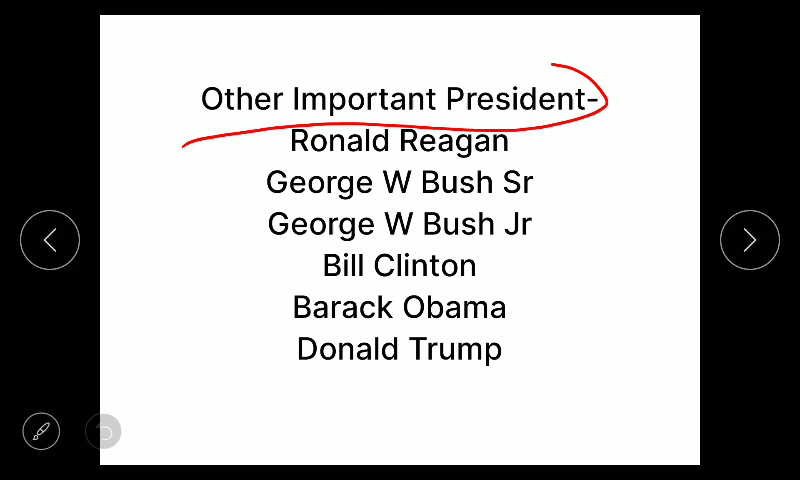 Other Important President-
Ronald Reagan
George W Bush Sr
George W Bush Jr
Bill Clinton
Barack Obama
Donald Trump